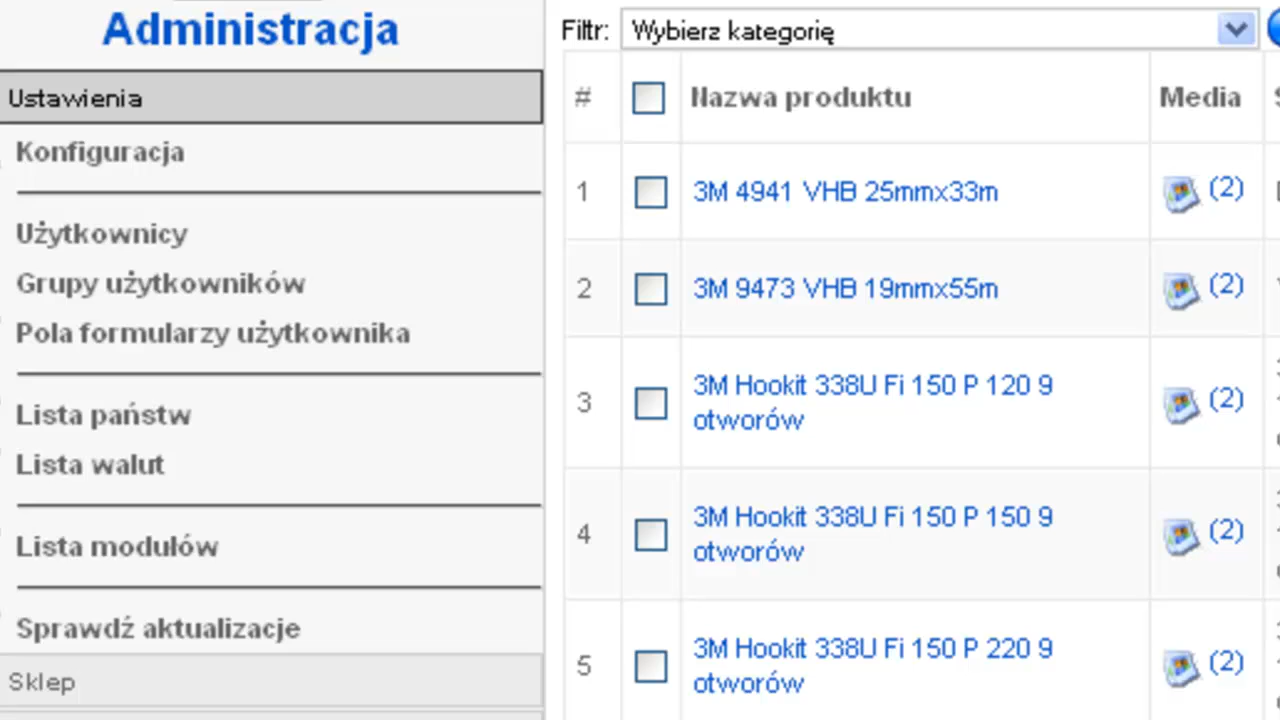 Administracja
Ustawienia
Konfiguracja
Użytkownicy
Grupy użytkowników
Pola formularzy użytkownika
Lista państw
Lista walut
Lista modułów
Sprawdź aktualizacje
Sklep
Filtr: Wybierz kategorię
# Nazwa produktu Media
1 3M 4941 VHB 25mmx33m (2)
2 3M 9473 VHB 19mmx55m (2)
3 3M Hookit 338U Fi 150 P 120 9 (2)
otworów
4 3M Hookit 338U Fi 150 P 150 9 (2)
otworów
5 3M Hookit 338U Fi 150 P 220 9 (2)
otworów